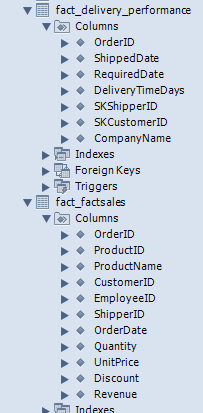 fact_delivery_performance
Columns
OrderID
ShippedDate
RequiredDate
DeliveryTimeDays
SKShipperID
SKCustomerID
CompanyName
Indexes
Foreign Keys
Triggers
fact_factsales
Columns
OrderID
ProductID
ProductName
CustomerID
EmployeeID
ShipperID
OrderDate
Quantity
UnitPrice
Discount
Revenue
Indexes